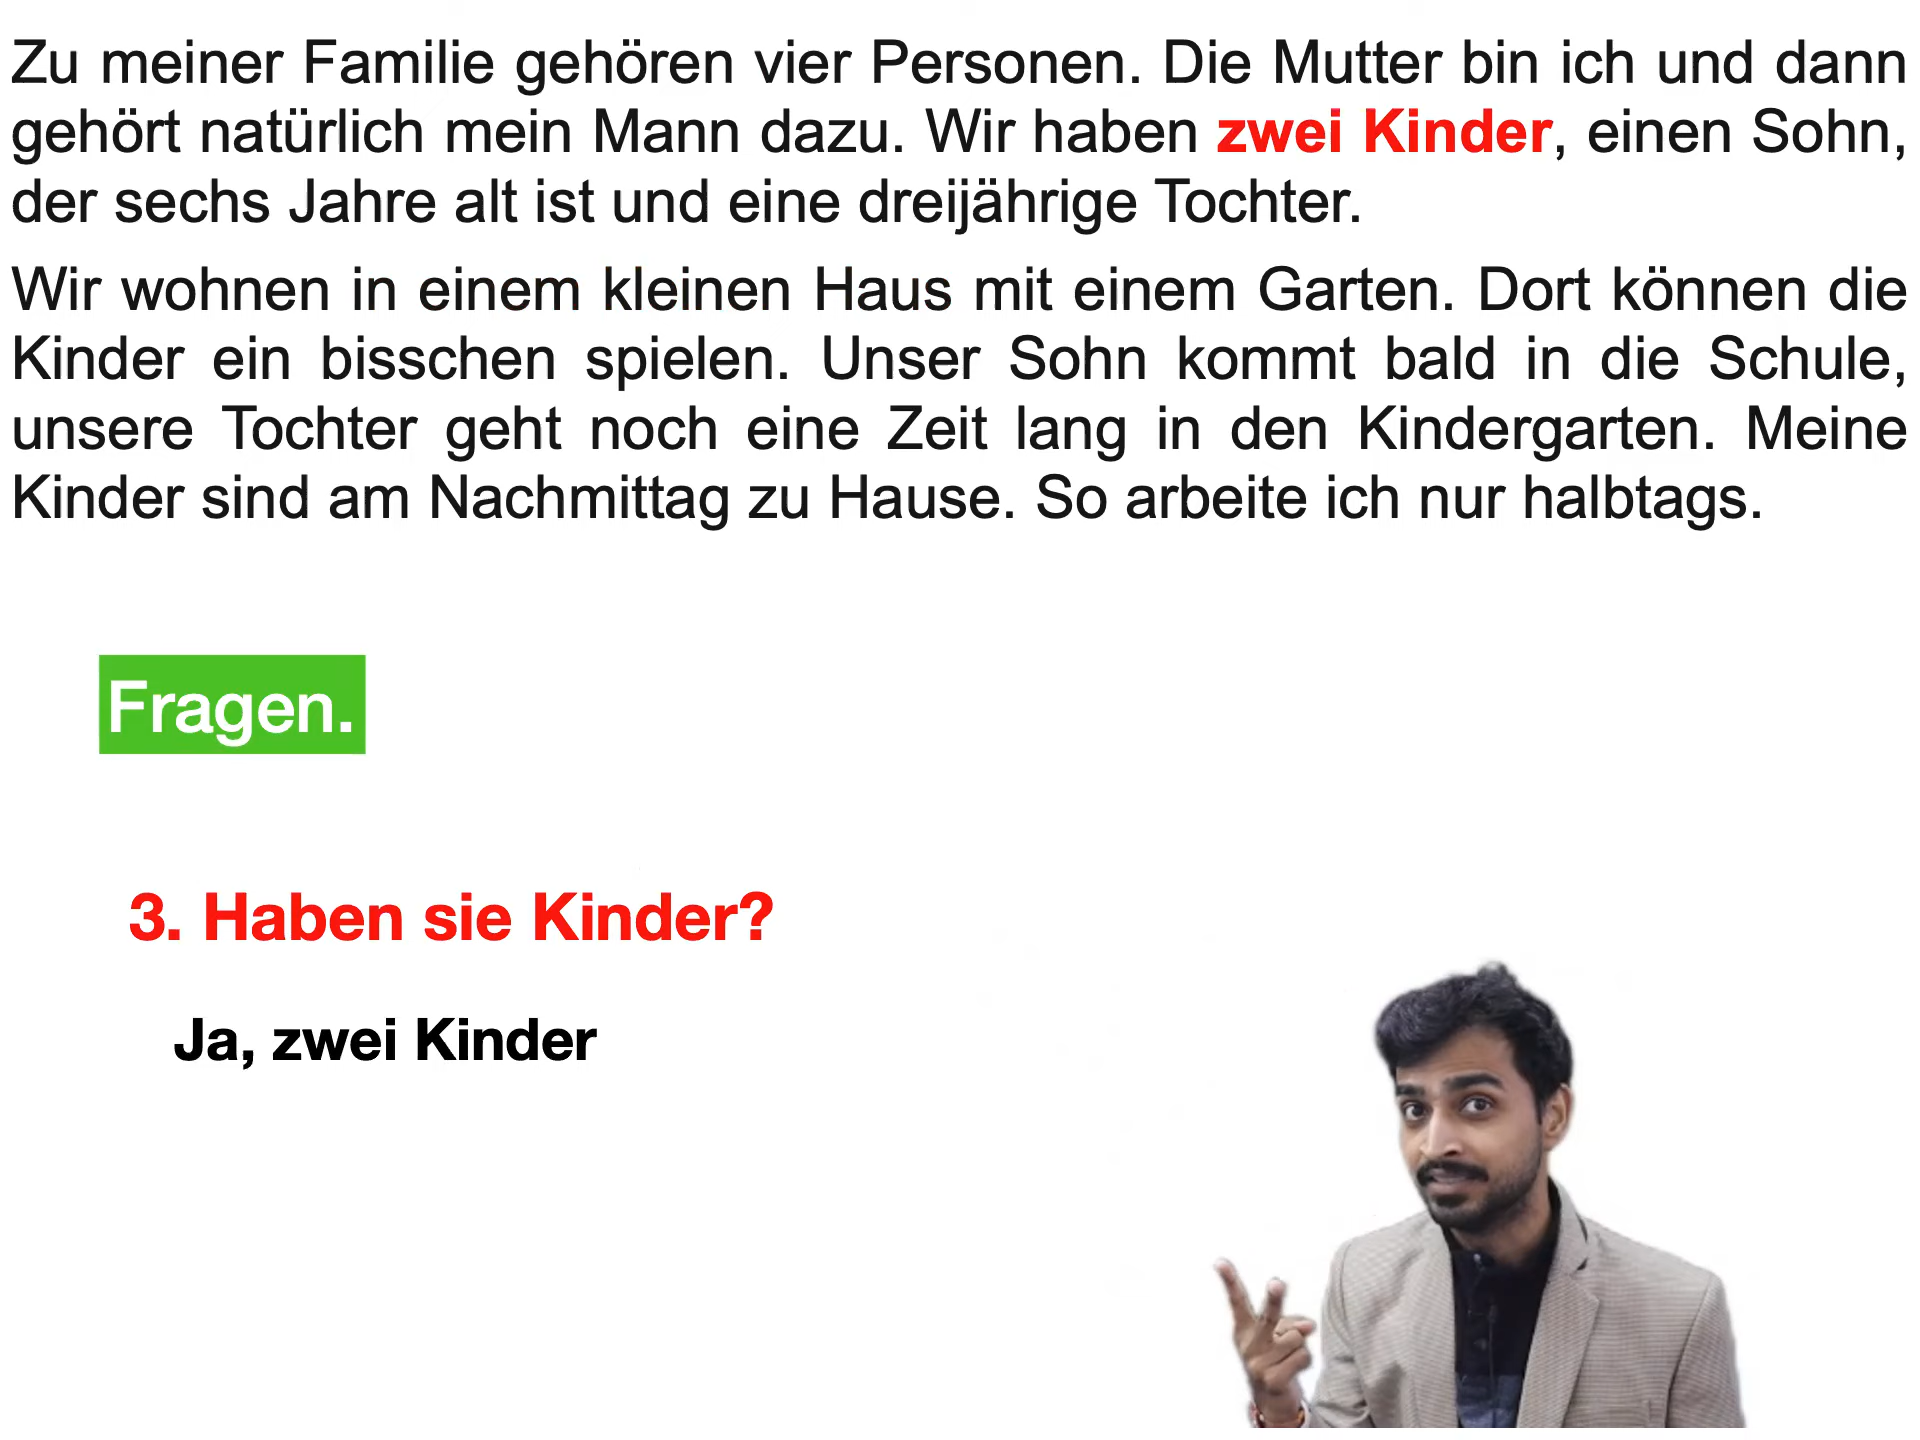 Zu meiner Familie gehören vier Personen. Die Mutter bin ich und dann
gehört natürlich mein Mann dazu. Wir haben zwei Kinder, einen Sohn,
der sechs Jahre alt ist und eine dreijährige Tochter.
Wir wohnen in einem kleinen Haus mit einem Garten. Dort können die
Kinder ein bisschen spielen. Unser Sohn kommt bald in die Schule,
unsere Tochter geht noch eine Zeit lang in den Kindergarten. Meine
Kinder sind am Nachmittag zu Hause. So arbeite ich nur halbtags.
Fragen.
3. Haben sie Kinder?
Ja, zwei Kinder